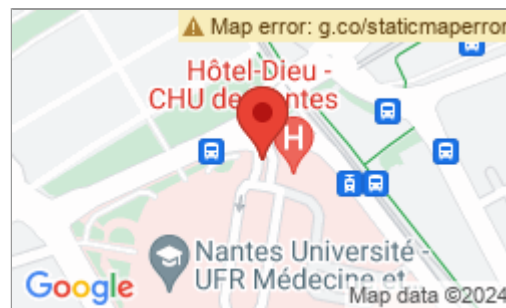 Map error: g.co/staticmaperror
Hôtel-Dieu -
CHU de Nantes
H
Nantes Université -
UFR Médecine et
Google
Map data ©2024